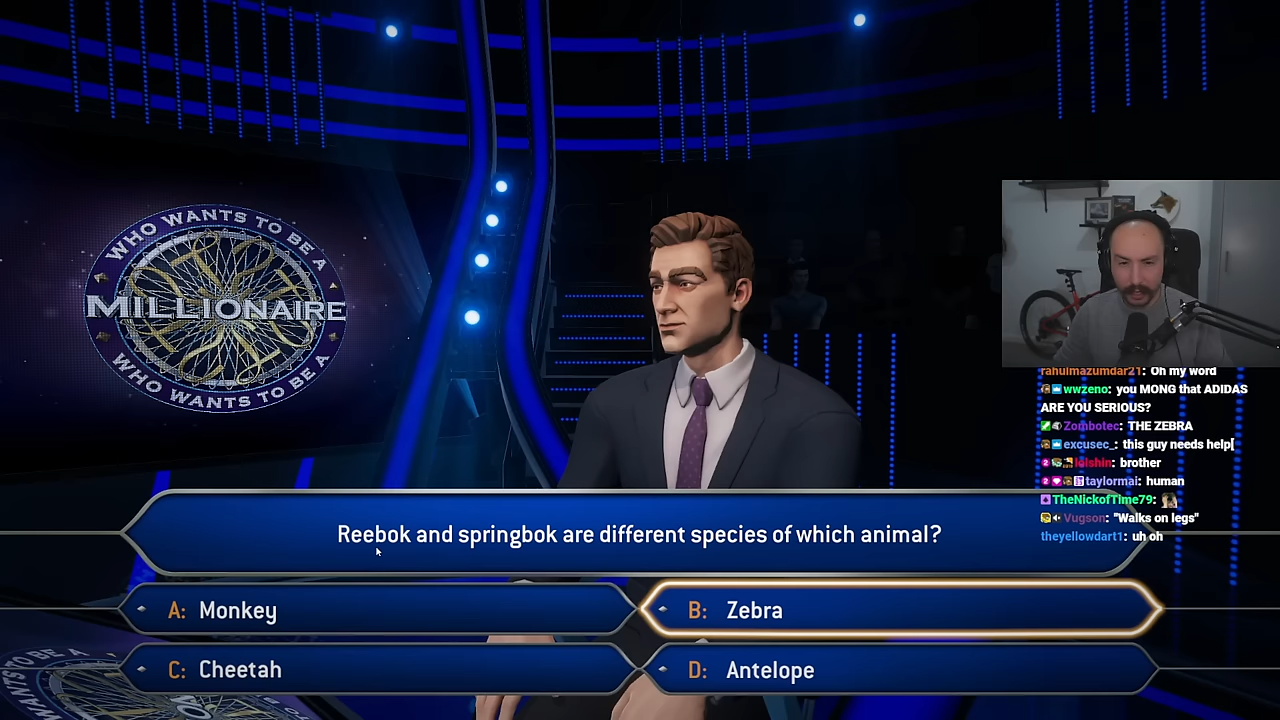 WHO WANTS TO BE A
MILLIONAIRE
WHO WANTS TO BE A
rahulmazumdar21: Oh my word
wwzeno: you MONG that ADIDAS
ARE YOU SERIOUS?
Zombotec: THE ZEBRA
excusec_: this guy needs help[
lolshin: brother
taylormai: human
TheNickofTime79:
Vugson: "Walks on legs"
theyellowdart1: uh oh
Reebok and springbok are different species of which animal?
A: Monkey
B: Zebra
C: Cheetah
D: Antelope